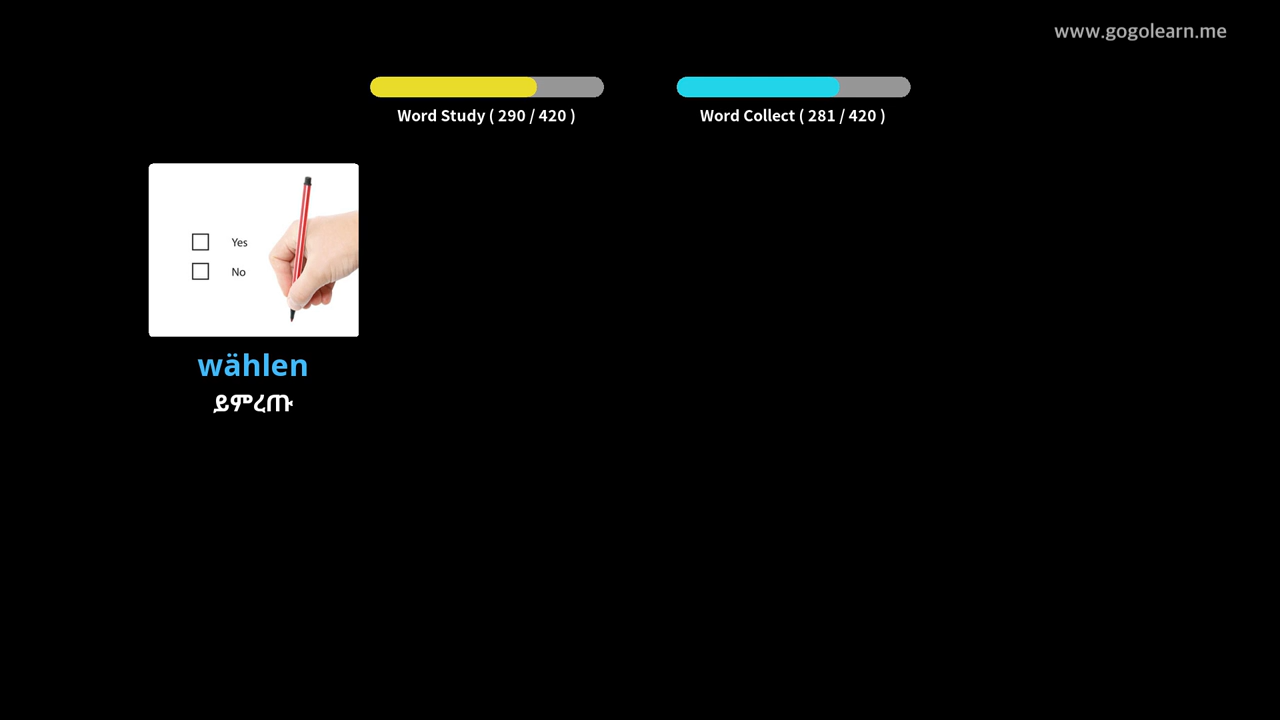 www.gogolearn.me
Word Study ( 290 / 420 )
Word Collect ( 281 / 420 )
Yes
No
wählen
ይምረጡ